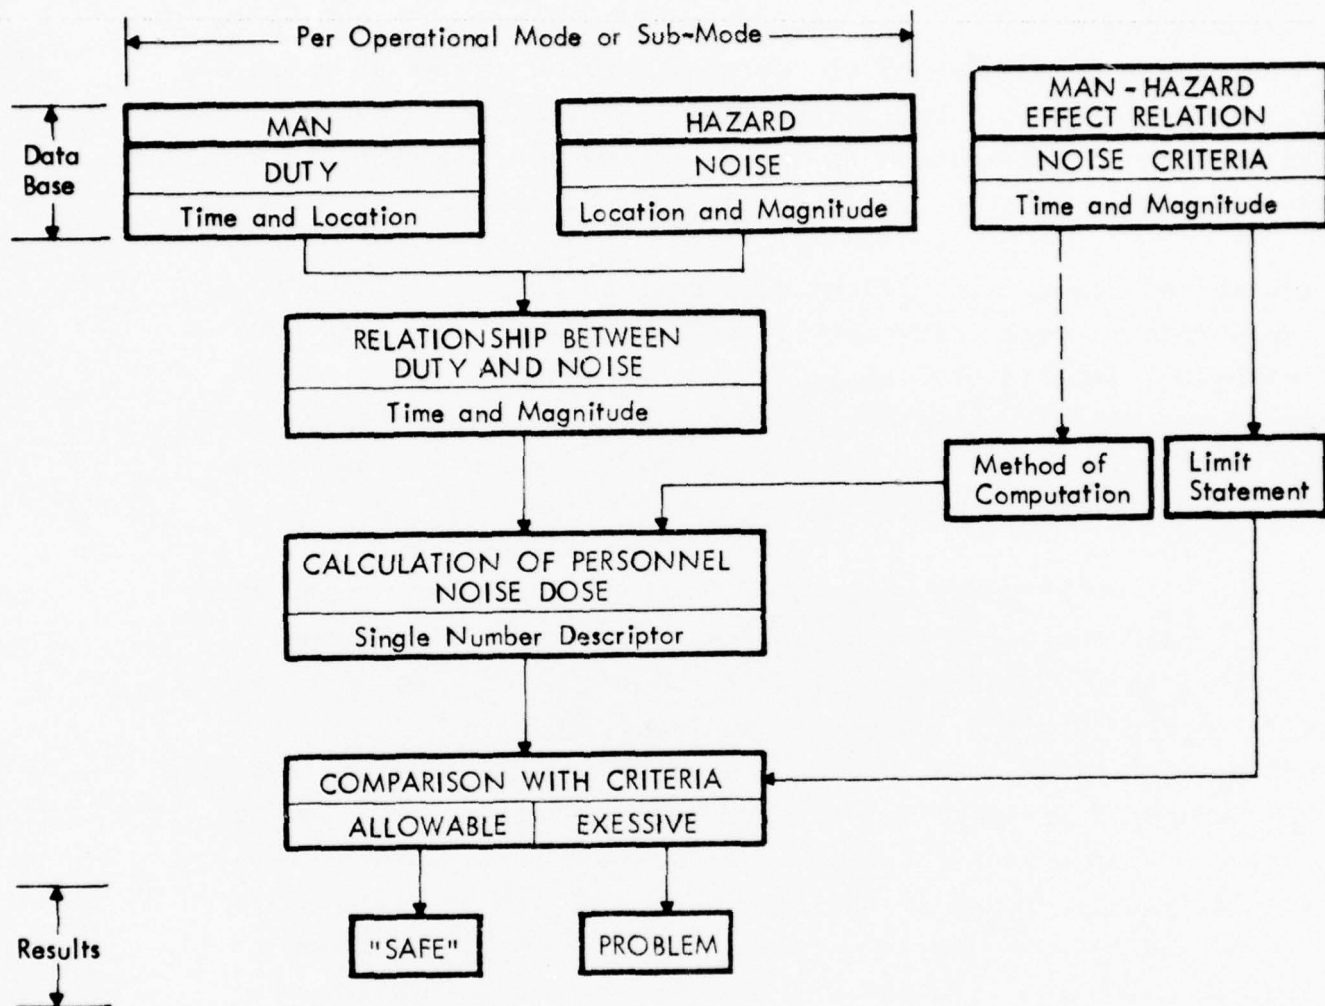 Per Operational Mode or Sub-Mode
Data
Base
MAN
DUTY
Time and Location
HAZARD
NOISE
Location and Magnitude
MAN - HAZARD
EFFECT RELATION
NOISE CRITERIA
Time and Magnitude
RELATIONSHIP BETWEEN
DUTY AND NOISE
Time and Magnitude
Method of
Computation
Limit
Statement
CALCULATION OF PERSONNEL
NOISE DOSE
Single Number Descriptor
COMPARISON WITH CRITERIA
ALLOWABLE
EXESSIVE
Results
"SAFE"
PROBLEM